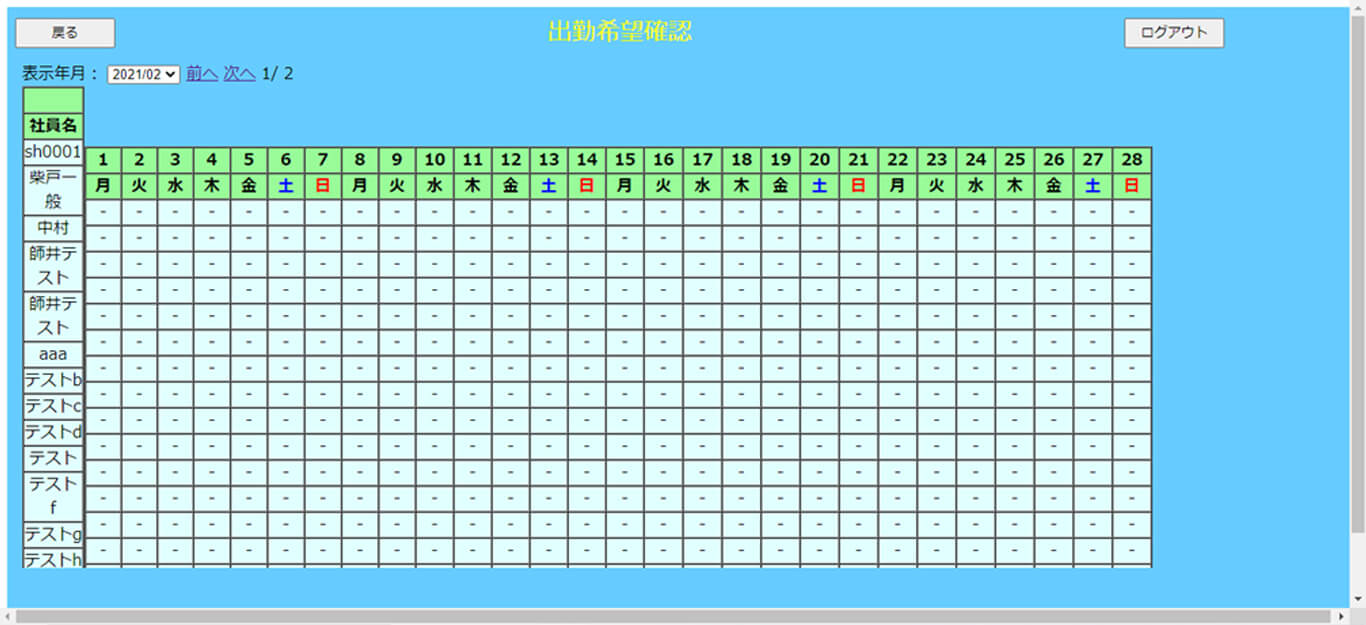 戻る
出勤希望確認
ログアウト
表示年月： 2021/02 前へ 次へ 1/ 2
社員名
sh0001
柴戸一
般
中村
師井テ
スト
師井テ
スト
aaa
テストb
テストc
テストd
テスト
テスト
f
テストg
テストh
1 2 3 4 5 6 7 8 9 10 11 12 13 14 15 16 17 18 19 20 21 22 23 24 25 26 27 28
月 火 水 木 金 土 日 月 火 水 木 金 土 日 月 火 水 木 金 土 日 月 火 水 木 金 土 日
- - - - - - - - - - - - - - - - - - - - - - - - - - - -
- - - - - - - - - - - - - - - - - - - - - - - - - - - -
- - - - - - - - - - - - - - - - - - - - - - - - - - - -
- - - - - - - - - - - - - - - - - - - - - - - - - - - -
- - - - - - - - - - - - - - - - - - - - - - - - - - - -
- - - - - - - - - - - - - - - - - - - - - - - - - - - -
- - - - - - - - - - - - - - - - - - - - - - - - - - - -
- - - - - - - - - - - - - - - - - - - - - - - - - - - -
- - - - - - - - - - - - - - - - - - - - - - - - - - - -
- - - - - - - - - - - - - - - - - - - - - - - - - - - -
- - - - - - - - - - - - - - - - - - - - - - - - - - - -
- - - - - - - - - - - - - - - - - - - - - - - - - - - -
- - - - - - - - - - - - - - - - - - - - - - - - - - - -
- - - - - - - - - - - - - - - - - - - - - - - - - - - -